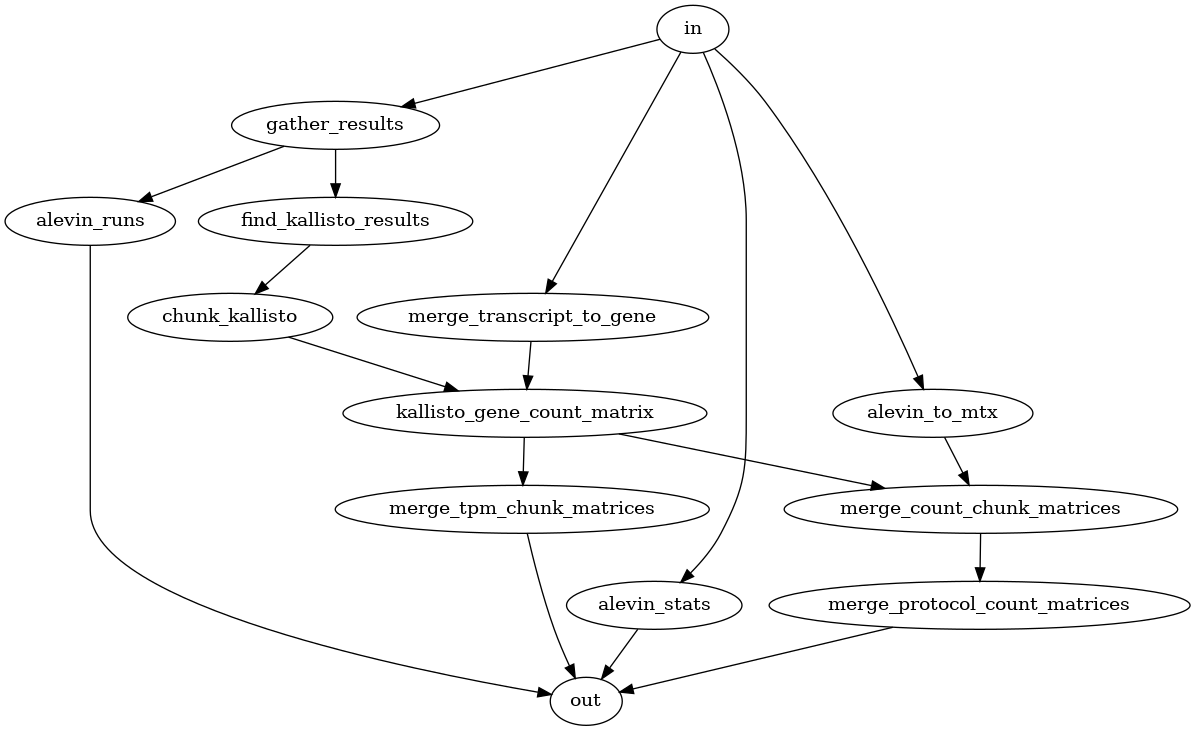 in
gather_results
alevin_runs
find_kallisto_results
chunk_kallisto
merge_transcript_to_gene
kallisto_gene_count_matrix
alevin_to_mtx
merge_tpm_chunk_matrices
merge_count_chunk_matrices
alevin_stats
merge_protocol_count_matrices
out